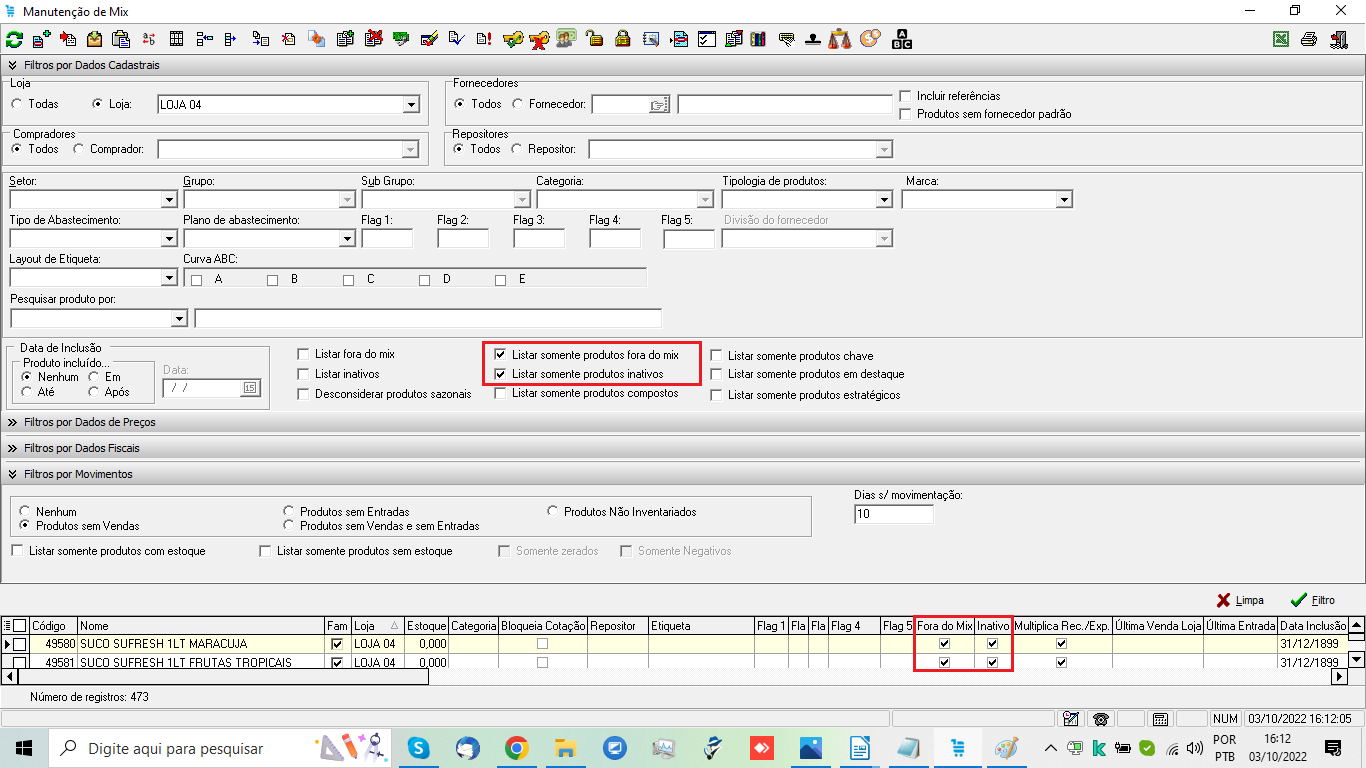 Manutenção de Mix
Filtros por Dados Cadastrais
Loja
Todas Loja: LOJA 04
Fornecedores
Todos Fornecedor:
Incluir referências
Produtos sem fornecedor padrão
Compradores
Todos Comprador:
Repositores
Todos Repositor:
Setor: Grupo: Sub Grupo: Categoria: Tipologia de produtos: Marca:
Tipo de Abastecimento: Plano de abastecimento: Flag 1: Flag 2: Flag 3: Flag 4: Flag 5: Divisão do fornecedor
Layout de Etiqueta: Curva ABC:
A B C D E
Pesquisar produto por:
Data de Inclusão
Produto incluído...
Nenhum Em
Até Após
Data:
/ /
15
Listar fora do mix
Listar inativos
Desconsiderar produtos sazonais
Listar somente produtos fora do mix
Listar somente produtos inativos
Listar somente produtos compostos
Listar somente produtos chave
Listar somente produtos em destaque
Listar somente produtos estratégicos
Filtros por Dados de Preços
Filtros por Dados Fiscais
Filtros por Movimentos
Nenhum Produtos sem Entradas Produtos Não Inventariados
Produtos sem Vendas Produtos sem Vendas e sem Entradas
Dias s/ movimentação:
10
Listar somente produtos com estoque Listar somente produtos sem estoque Somente zerados Somente Negativos
Limpa Filtro
Código Nome Fam Loja Estoque Categoria Bloqueia Cotação Repositor Etiqueta Flag 1 Fla Fla Flag 4 Flag 5 Fora do Mix Inativo Multiplica Rec./Exp. Última Venda Loja Última Entrada Data Inclusão
49580 SUCO SUFRESH 1LT MARACUJA LOJA 04 0,000 31/12/1899
49581 SUCO SUFRESH 1LT FRUTAS TROPICAIS LOJA 04 0,000 31/12/1899
Número de registros: 473
NUM 03/10/2022 16:12:05
Digite aqui para pesquisar
POR
PTB
16:12
03/10/2022